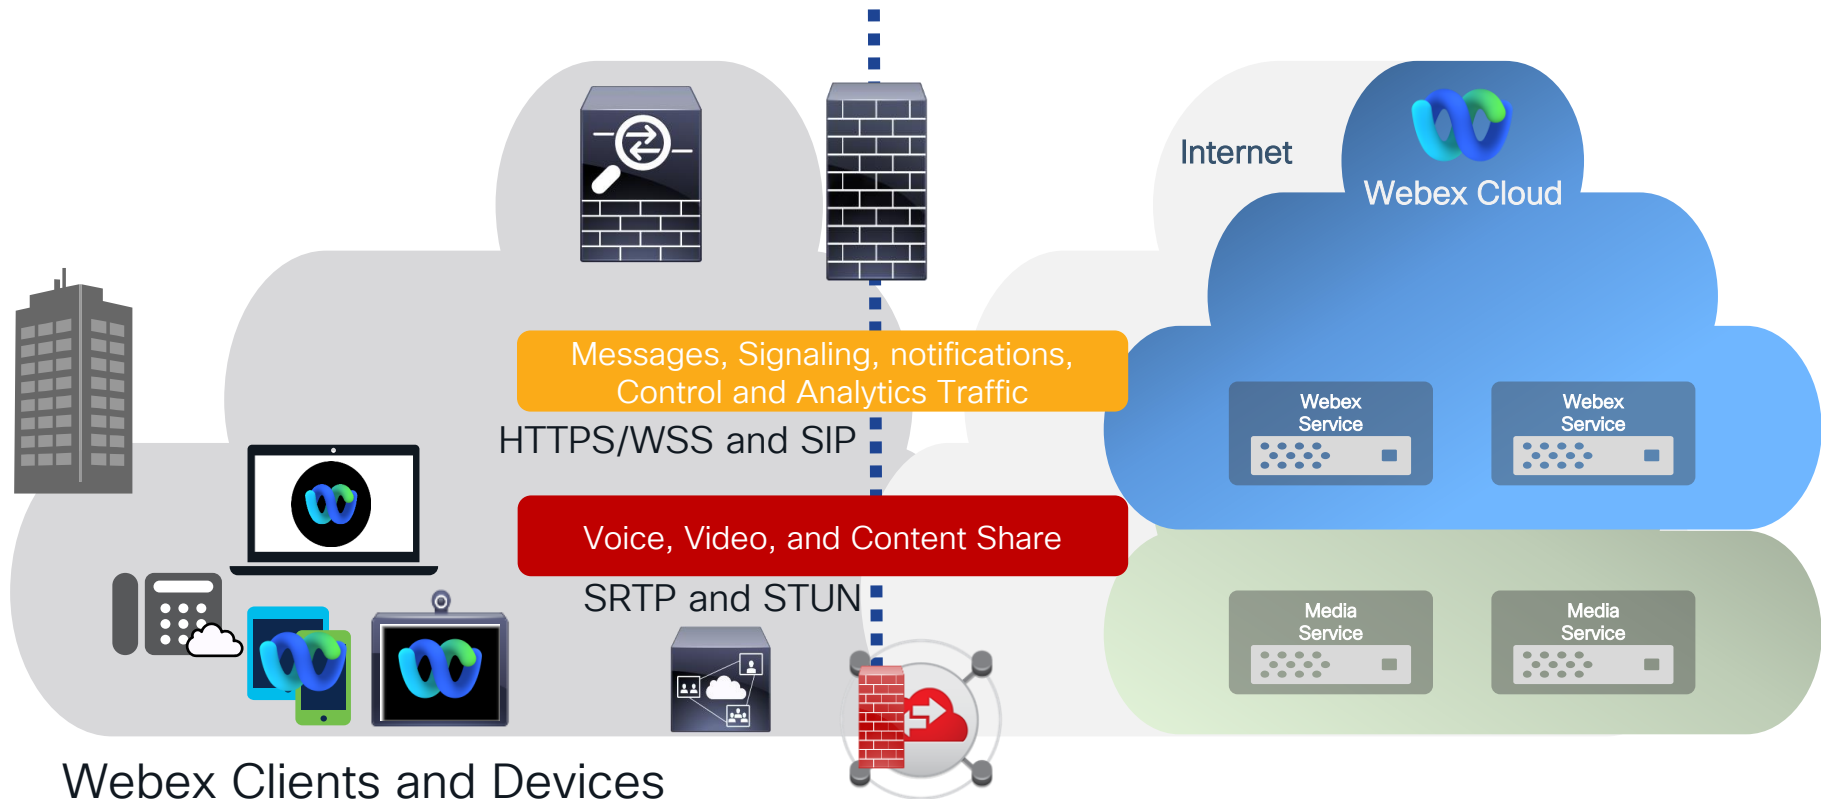 Internet
Webex Cloud
Messages, Signaling, notifications,
Control and Analytics Traffic
HTTPS/WSS and SIP
Webex
Service
Webex
Service
Voice, Video, and Content Share
SRTP and STUN
Media
Service
Media
Service
Webex Clients and Devices